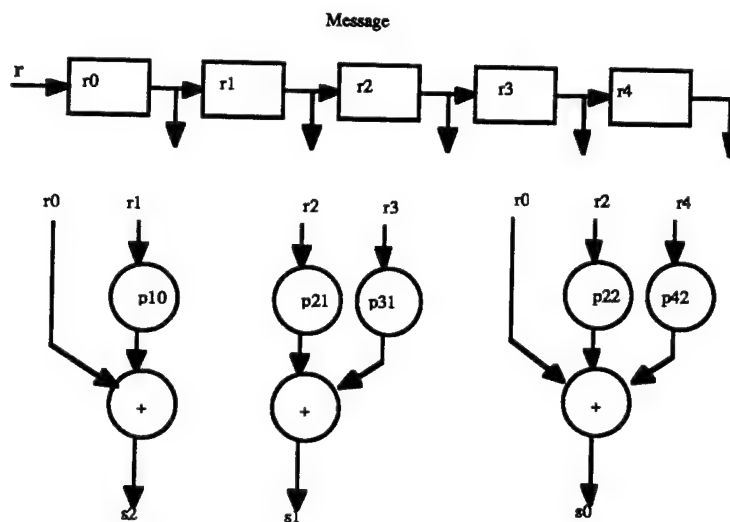 Message
r r0 r1 r2 r3 r4
r0 r1 r2 r3 r0 r2 r4
p10 p21 p31 p22 p42
+ + +
s2 s1 s0